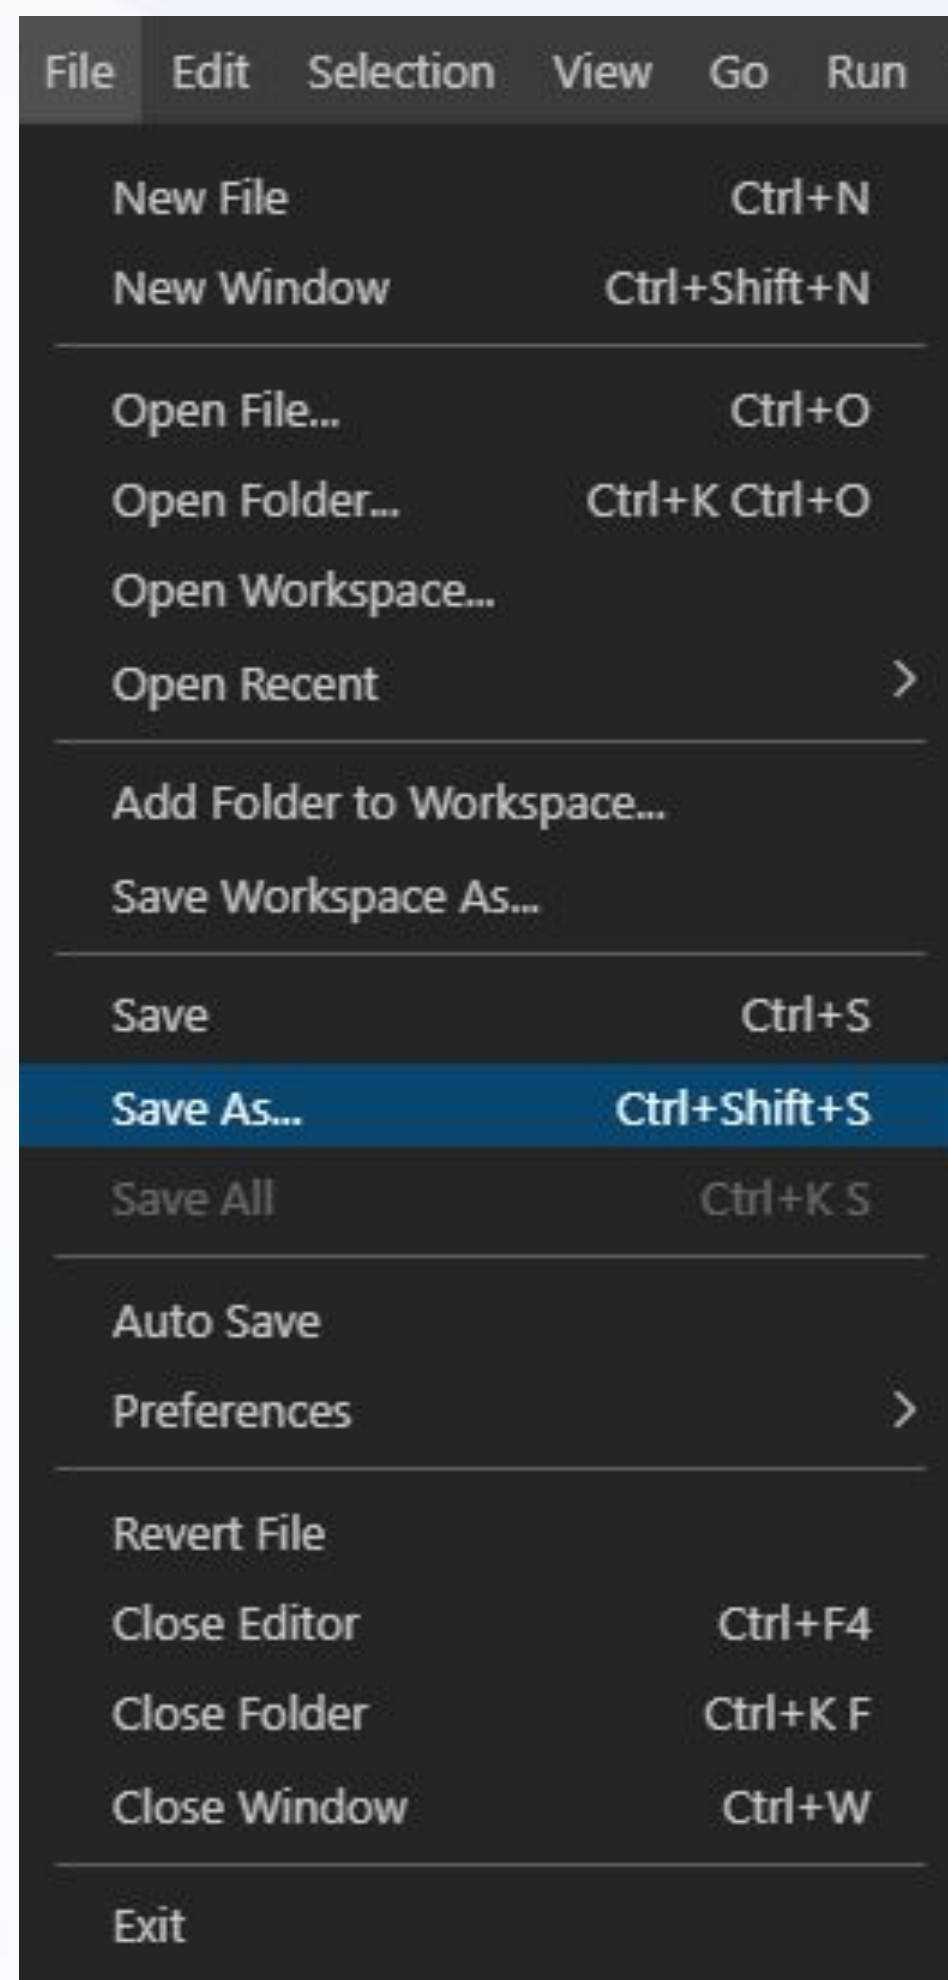 File Edit Selection View Go Run
New File Ctrl+N
New Window Ctrl+Shift+N
Open File... Ctrl+O
Open Folder... Ctrl+K Ctrl+O
Open Workspace...
Open Recent
Add Folder to Workspace...
Save Workspace As...
Save Ctrl+S
Save As... Ctrl+Shift+S
Save All Ctrl+K S
Auto Save
Preferences
Revert File
Close Editor Ctrl+F4
Close Folder Ctrl+K F
Close Window Ctrl+W
Exit